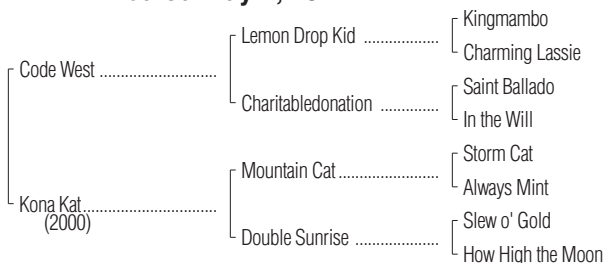 Kingmambo
Lemon Drop Kid ..................
Charming Lassie
Code West ............................
Saint Ballado
Charitabledonation ..............
In the Will
Storm Cat
Mountain Cat ........................
Always Mint
Kona Kat ................................
(2000)
Slew o' Gold
Double Sunrise ....................
How High the Moon